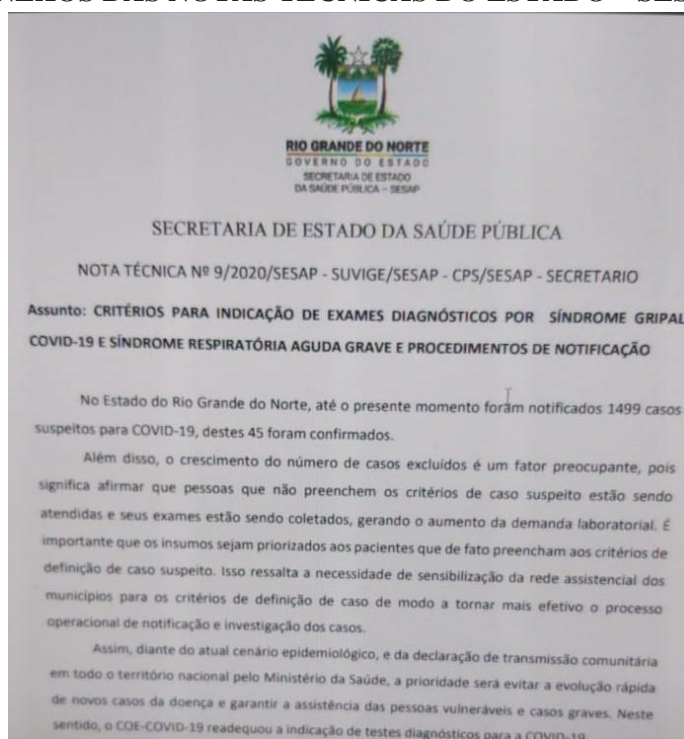 RIO GRANDE DO NORTE
GOVERNO DO ESTADO
SECRETARIA DE ESTADO
DA SAÚDE PÚBLICA – SESAP
SECRETARIA DE ESTADO DA SAÚDE PÚBLICA
NOTA TÉCNICA Nº 9/2020/SESAP - SUVIGE/SESAP - CPS/SESAP - SECRETARIO
Assunto: CRITÉRIOS PARA INDICAÇÃO DE EXAMES DIAGNÓSTICOS POR SÍNDROME GRIPAL
COVID-19 E SÍNDROME RESPIRATÓRIA AGUDA GRAVE E PROCEDIMENTOS DE NOTIFICAÇÃO
No Estado do Rio Grande do Norte, até o presente momento foram notificados 1499 casos
suspeitos para COVID-19, destes 45 foram confirmados.
Além disso, o crescimento do número de casos excluídos é um fator preocupante, pois
significa afirmar que pessoas que não preenchem os critérios de caso suspeito estão sendo
atendidas e seus exames estão sendo coletados, gerando o aumento da demanda laboratorial. É
importante que os insumos sejam priorizados aos pacientes que de fato preencham aos critérios de
definição de caso suspeito. Isso ressalta a necessidade de sensibilização da rede assistencial dos
municípios para os critérios de definição de caso de modo a tornar mais efetivo o processo
operacional de notificação e investigação dos casos.
Assim, diante do atual cenário epidemiológico, e da declaração de transmissão comunitária
em todo o território nacional pelo Ministério da Saúde, a prioridade será evitar a evolução rápida
de novos casos da doença e garantir a assistência das pessoas vulneráveis e casos graves. Neste
sentido, o COE-COVID-19 readequou a indicação de testes diagnósticos para a COVID-19